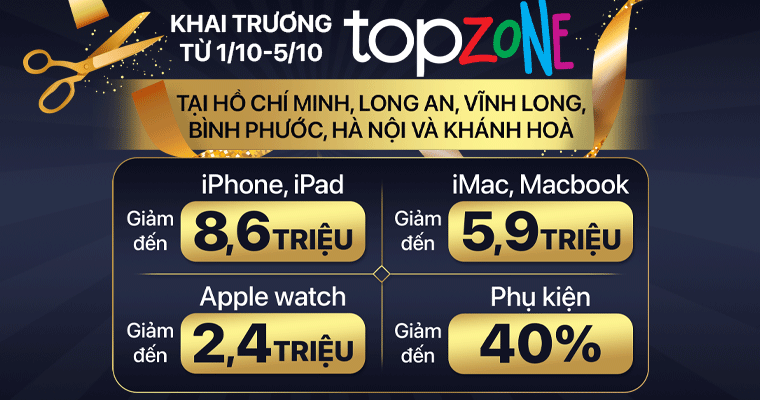 KHAI TRƯƠNG
TỪ 1/10-5/10
topZONE
TẠI HỒ CHÍ MINH, LONG AN, VĨNH LONG,
BÌNH PHƯỚC, HÀ NỘI VÀ KHÁNH HOÀ
iPhone, iPad
Giảm đến 8,6 TRIỆU
iMac, Macbook
Giảm đến 5,9 TRIỆU
Apple watch
Giảm đến 2,4 TRIỆU
Phụ kiện
Giảm đến 40%